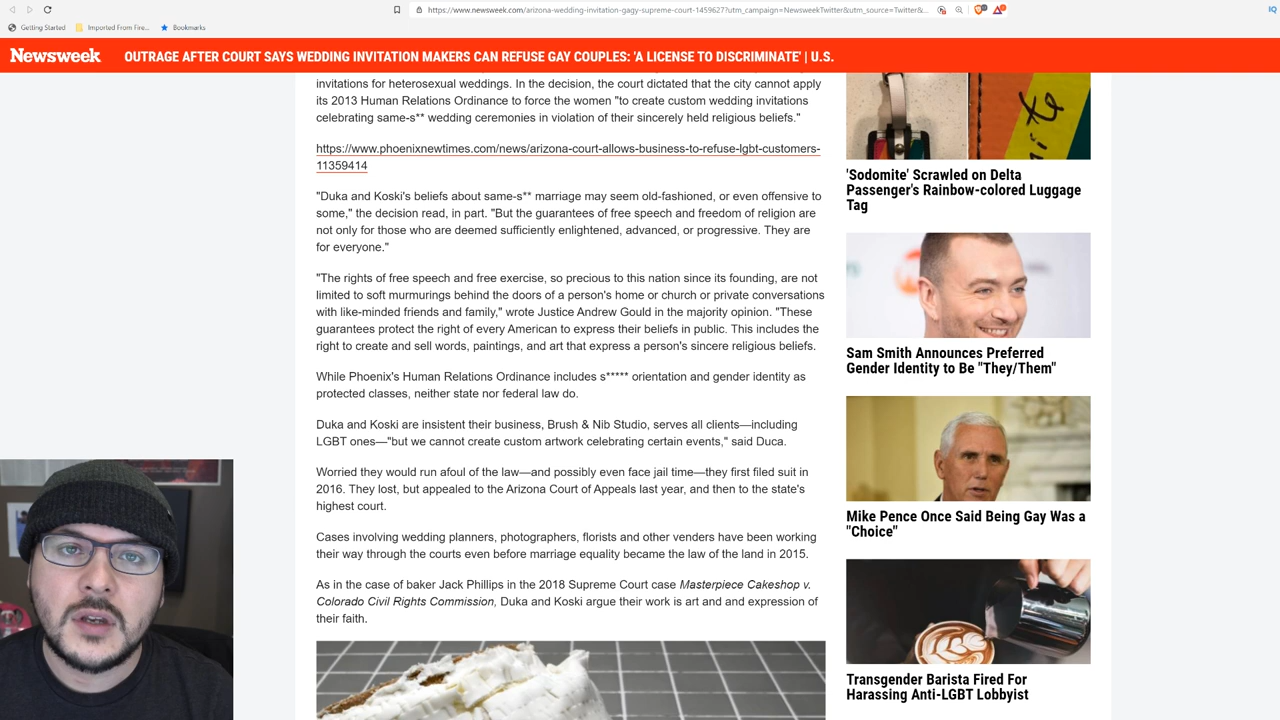 https://www.newsweek.com/arizona-wedding-invitation-gagy-supreme-court-1459627?utm_campaign=NewsweekTwitter&utm_source=Twitter&...
Getting Started
Imported From Fire...
Bookmarks
Newsweek
OUTRAGE AFTER COURT SAYS WEDDING INVITATION MAKERS CAN REFUSE GAY COUPLES: 'A LICENSE TO DISCRIMINATE' | U.S.
invitations for heterosexual weddings. In the decision, the court dictated that the city cannot apply
its 2013 Human Relations Ordinance to force the women "to create custom wedding invitations
celebrating same-s** wedding ceremonies in violation of their sincerely held religious beliefs."
https://www.phoenixnewtimes.com/news/arizona-court-allows-business-to-refuse-lgbt-customers-
11359414
"Duka and Koski's beliefs about same-s** marriage may seem old-fashioned, or even offensive to
some," the decision read, in part. "But the guarantees of free speech and freedom of religion are
not only for those who are deemed sufficiently enlightened, advanced, or progressive. They are
for everyone."
"The rights of free speech and free exercise, so precious to this nation since its founding, are not
limited to soft murmurings behind the doors of a person's home or church or private conversations
with like-minded friends and family," wrote Justice Andrew Gould in the majority opinion. "These
guarantees protect the right of every American to express their beliefs in public. This includes the
right to create and sell words, paintings, and art that express a person's sincere religious beliefs.
While Phoenix's Human Relations Ordinance includes s***** orientation and gender identity as
protected classes, neither state nor federal law do.
Duka and Koski are insistent their business, Brush & Nib Studio, serves all clients—including
LGBT ones—"but we cannot create custom artwork celebrating certain events," said Duca.
Worried they would run afoul of the law—and possibly even face jail time—they first filed suit in
2016. They lost, but appealed to the Arizona Court of Appeals last year, and then to the state's
highest court.
Cases involving wedding planners, photographers, florists and other venders have been working
their way through the courts even before marriage equality became the law of the land in 2015.
As in the case of baker Jack Phillips in the 2018 Supreme Court case Masterpiece Cakeshop v.
Colorado Civil Rights Commission, Duka and Koski argue their work is art and and expression of
their faith.
'Sodomite' Scrawled on Delta
Passenger's Rainbow-colored Luggage
Tag
Sam Smith Announces Preferred
Gender Identity to Be "They/Them"
Mike Pence Once Said Being Gay Was a
"Choice"
Transgender Barista Fired For
Harassing Anti-LGBT Lobbyist